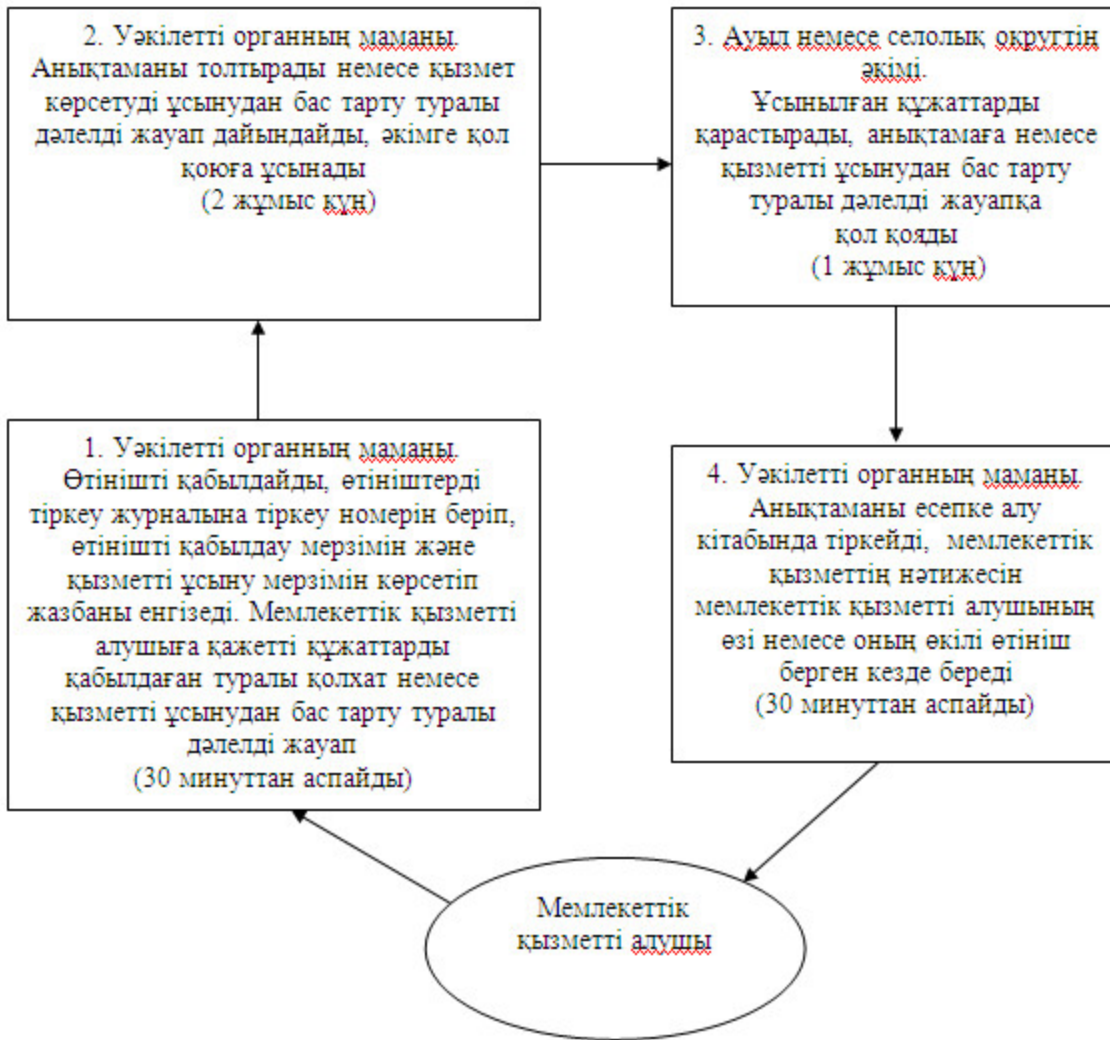 2. Уәкілетті органның маманы.
Анықтаманы толтырады немесе қызмет
көрсетуді ұсынудан бас тарту туралы
дәлелді жауап дайындайды, әкімге қол
қоюға ұсынады
(2 жұмыс күн)
3. Ауыл немесе селолық округтің
әкімі.
Ұсынылған құжаттарды
қарастырады, анықтамаға немесе
қызметті ұсынудан бас тарту
туралы дәлелді жауапқа
қол қояды
(1 жұмыс күн)
1. Уәкілетті органның маманы.
Өтінішті қабылдайды, өтініштерді
тіркеу журналына тіркеу номерін беріп,
өтінішті қабылдау мерзімін және
қызметті ұсыну мерзімін көрсетіп
жазбаны енгізеді. Мемлекеттік қызметті
алушыға қажетті құжаттарды
қабылдаған туралы қолхат немесе
қызметті ұсынудан бас тарту туралы
дәлелді жауап
(30 минуттан аспайды)
4. Уәкілетті органның маманы.
Анықтаманы есепке алу
кітабында тіркейді, мемлекеттік
қызметтің нәтижесін
мемлекеттік қызметті алушының
өзі немесе оның өкілі өтініш
берген кезде береді
(30 минуттан аспайды)
Мемлекеттік
қызметті алушы